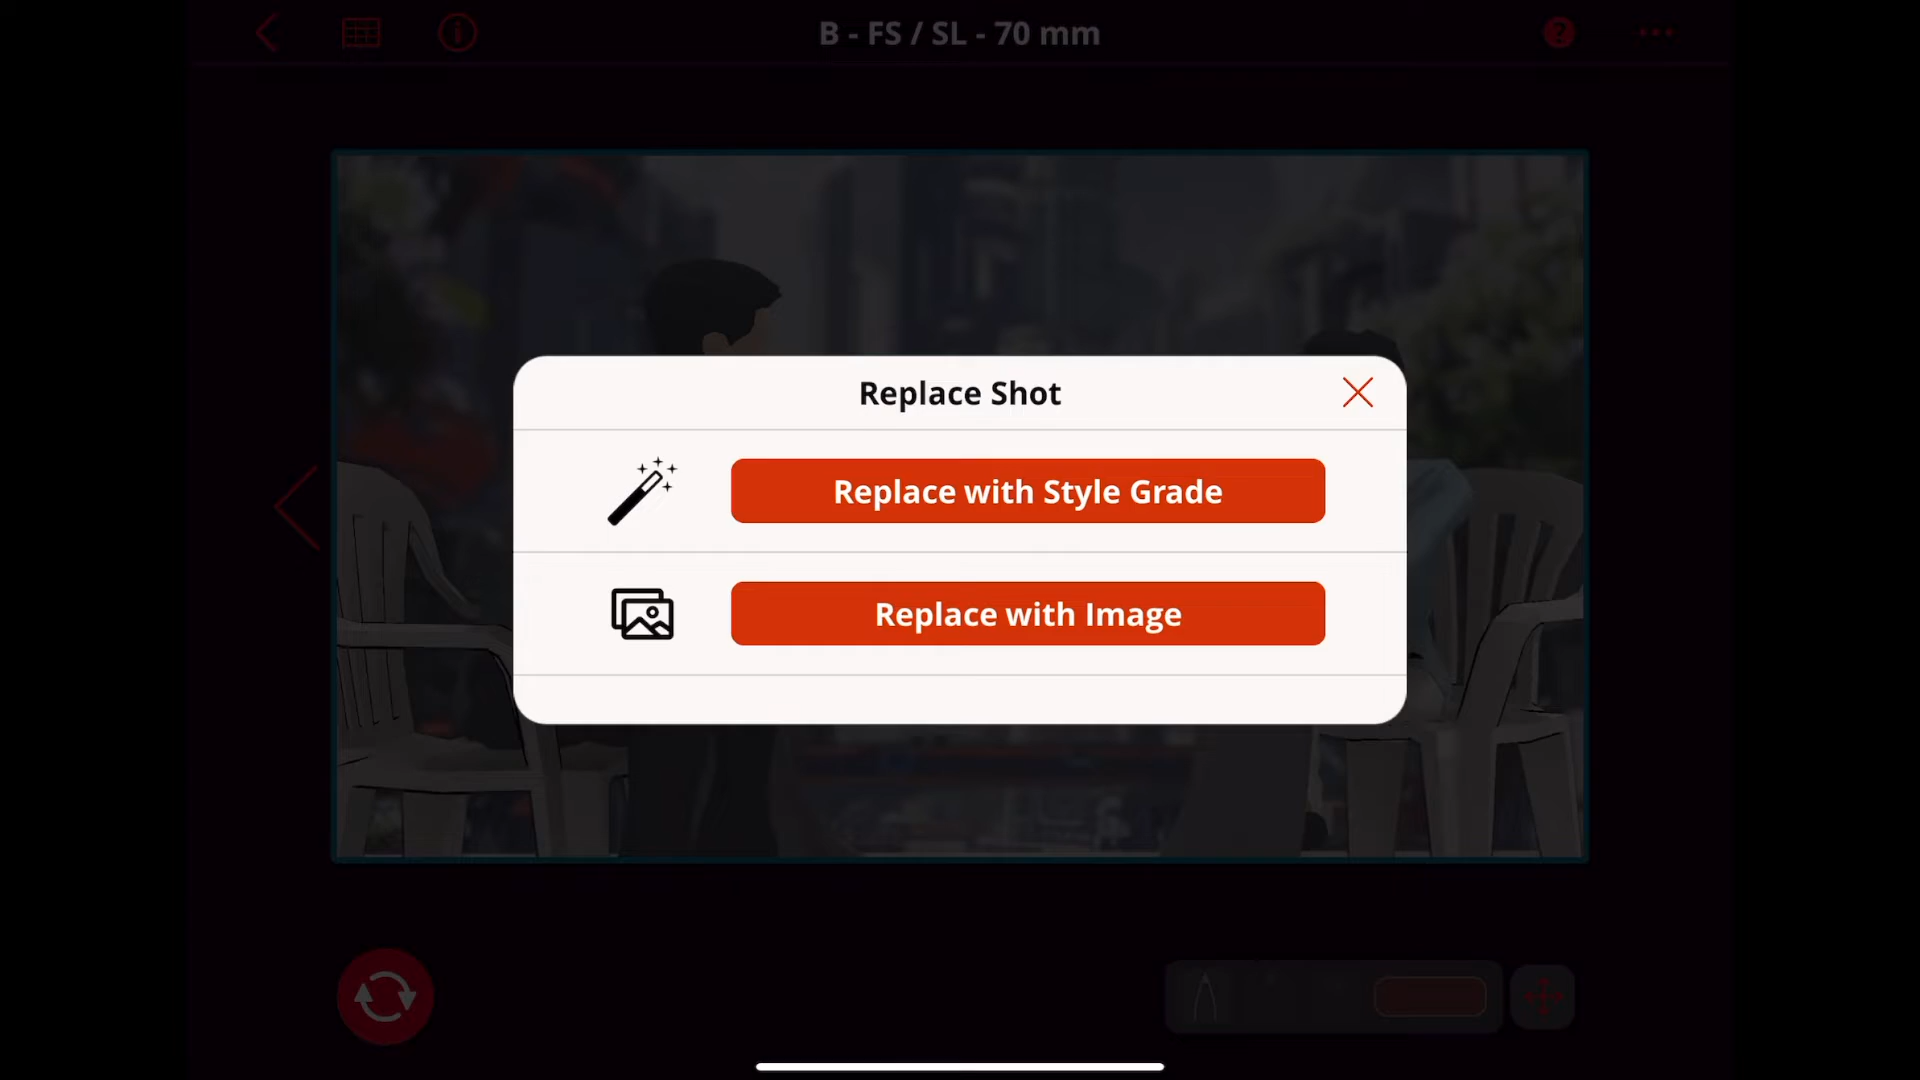 B - FS / SL - 70 mm
Replace Shot
Replace with Style Grade
Replace with Image